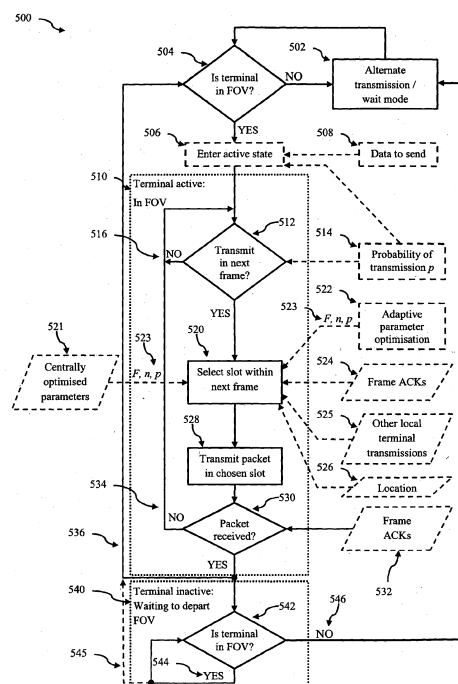 500
504
502
Is terminal
in FOV?
NO
Alternate
transmission /
wait mode
YES
506
508
Enter active state
Data to send
510
Terminal active:
In FOV
512
516
NO
Transmit
in next
frame?
514
Probability of
transmission p
YES
522
521
523
520
523
F, n, p
Adaptive
parameter
optimisation
Centrally
optimised
parameters
F, n, p
Select slot within
next frame
524
Frame ACKs
525
528
Other local
terminal
transmissions
Transmit packet
in chosen slot
526
Location
534
530
NO
Packet
received?
Frame
ACKs
536
YES
532
540
Terminal inactive:
Waiting to depart
FOV
542
546
NO
Is terminal
in FOV?
545
544
YES